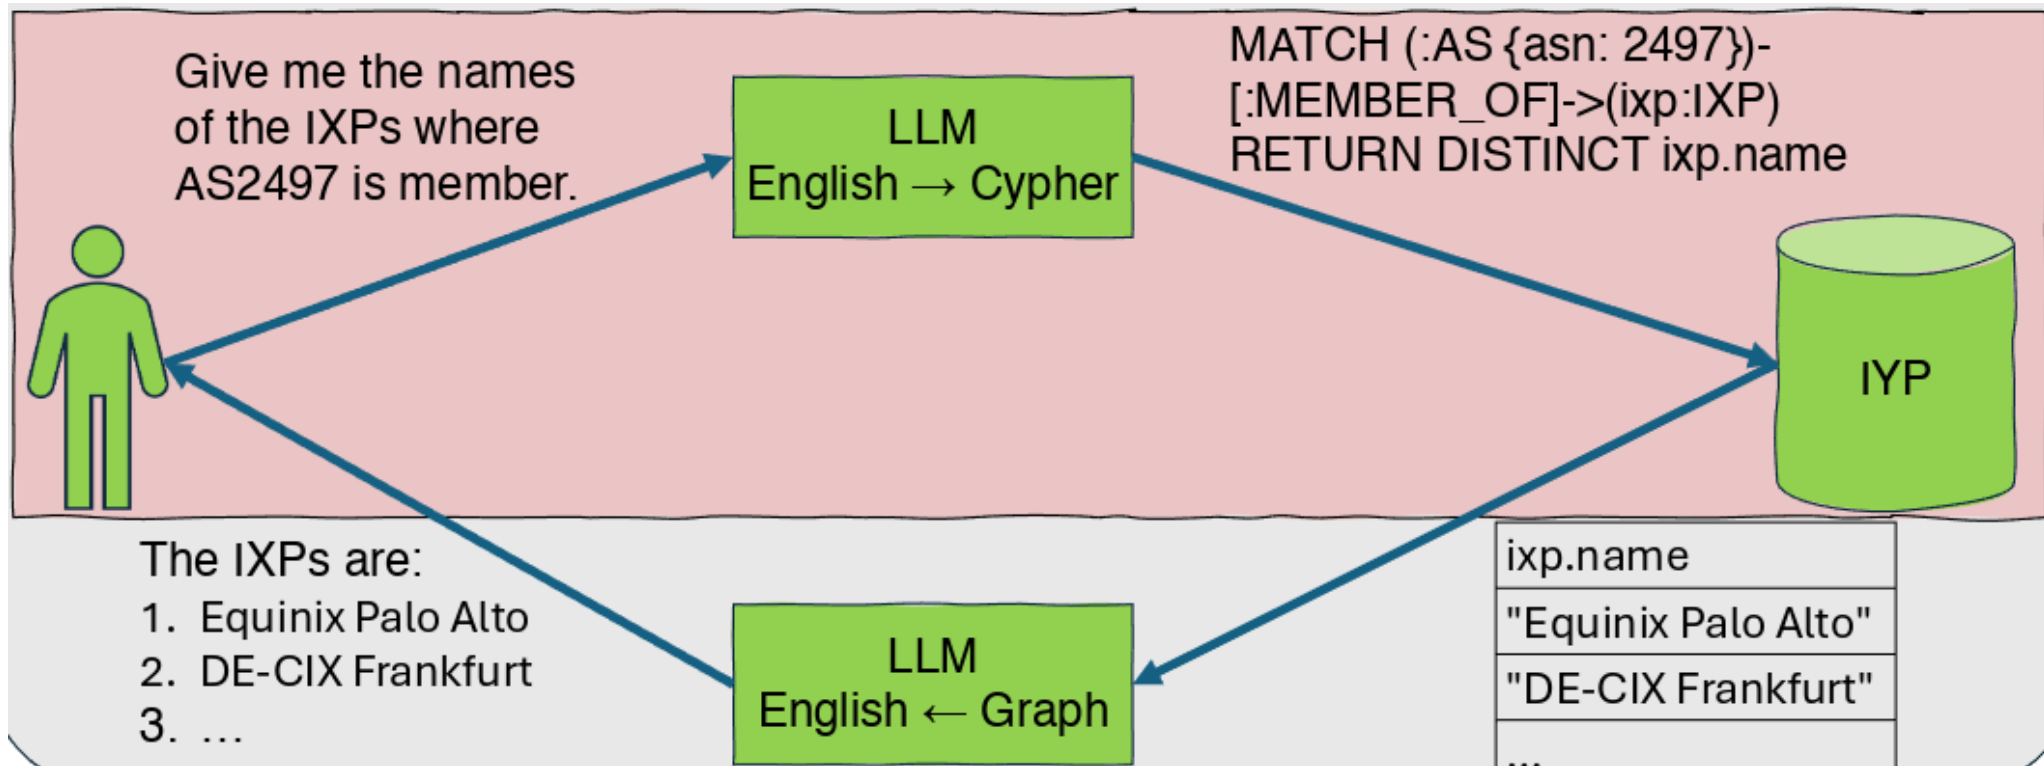 Give me the names
of the IXPs where
AS2497 is member.
LLM
English → Cypher
MATCH (:AS {asn: 2497})-
[:MEMBER_OF]->(ixp:IXP)
RETURN DISTINCT ixp.name
IYP
The IXPs are:
1. Equinix Palo Alto
2. DE-CIX Frankfurt
3. ...
LLM
English ← Graph
ixp.name
"Equinix Palo Alto"
"DE-CIX Frankfurt"
...